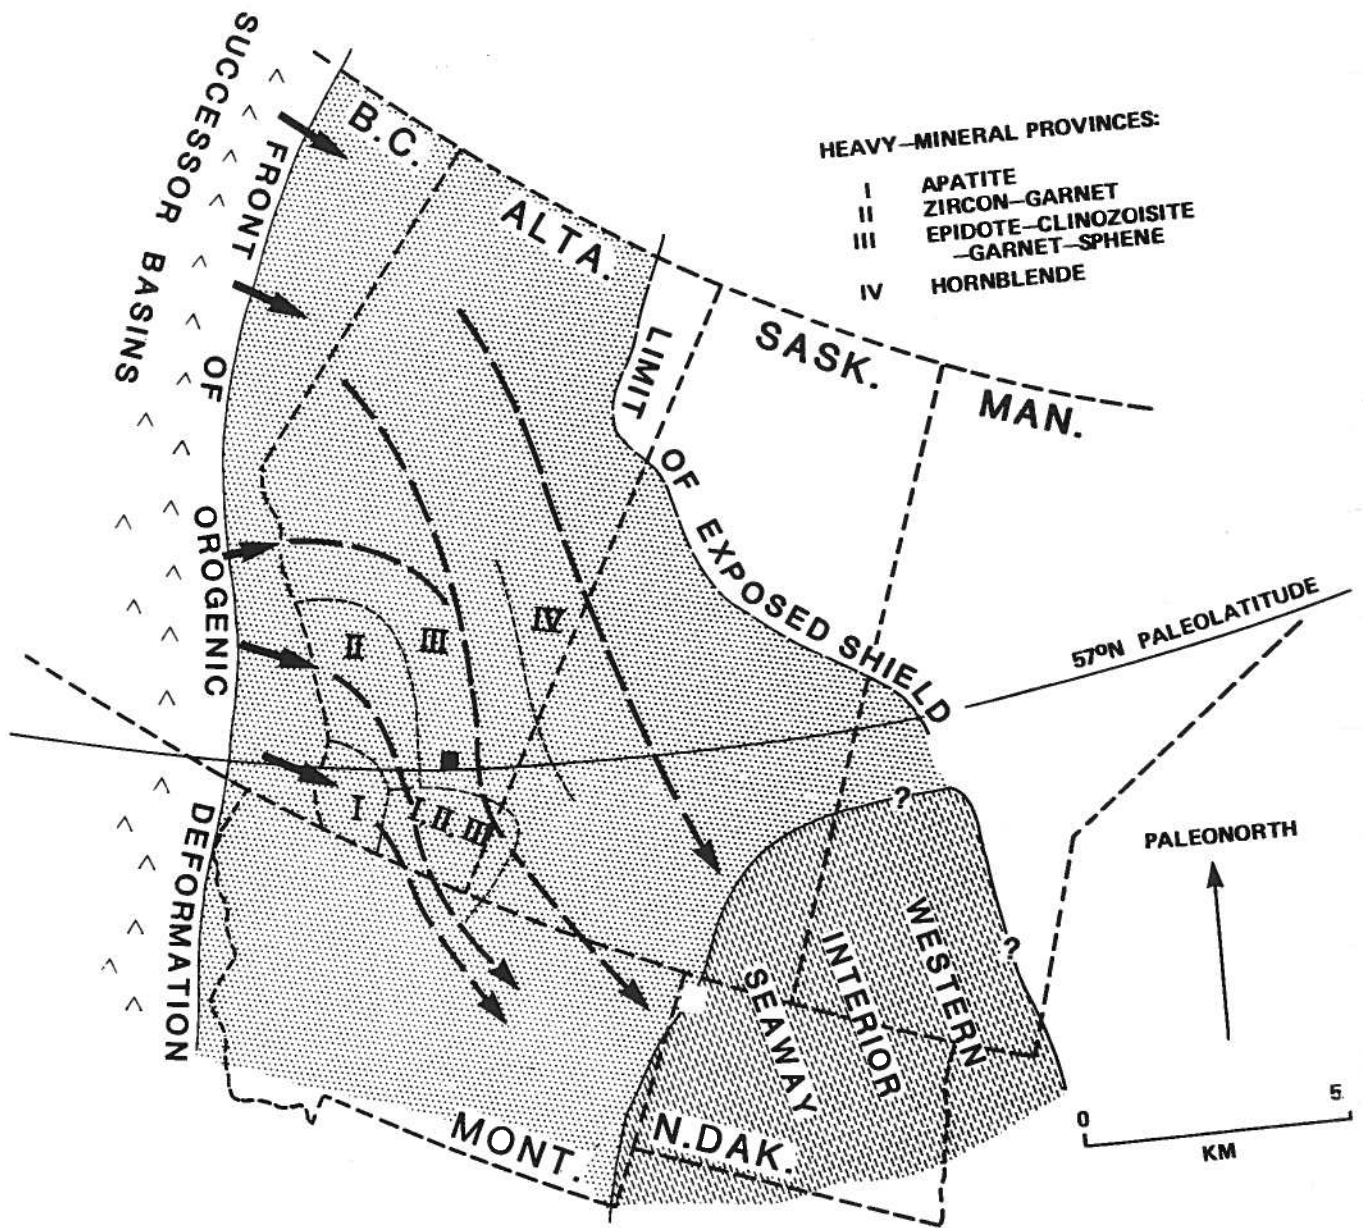 SUCCESSOR BASINS
FRONT OF OROGENIC DEFORMATION
B.C.
ALTA.
SASK.
MAN.
HEAVY—MINERAL PROVINCES:
I APATITE
II ZIRCON—GARNET
III EPIDOTE—CLINOZOISITE
—GARNET—SPHENE
IV HORNBLENDE
LIMIT OF EXPOSED SHIELD
57ºN PALEOLATITUDE
II
III
IV
I
I, II, III
?
?
PALEONORTH
WESTERN
INTERIOR
SEAWAY
MONT.
N.DAK.
0 5
KM